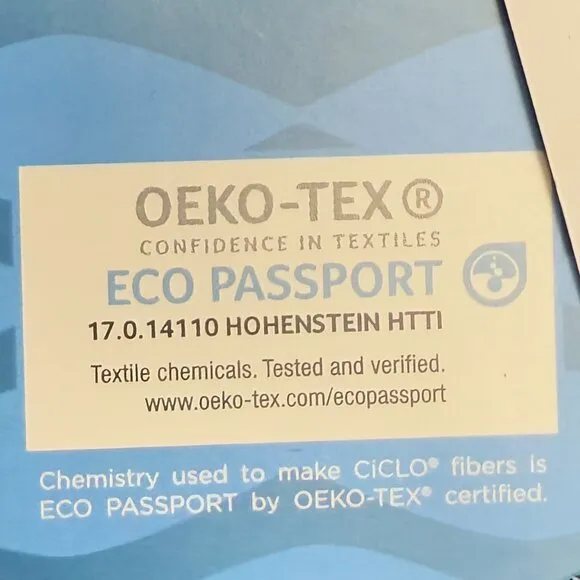 OEKO-TEX®
CONFIDENCE IN TEXTILES
ECO PASSPORT
17.0.14110 HOHENSTEIN HTTI
Textile chemicals. Tested and verified.
www.oeko-tex.com/ecopassport
Chemistry used to make CiCLO® fibers is
ECO PASSPORT by OEKO-TEX® certified.